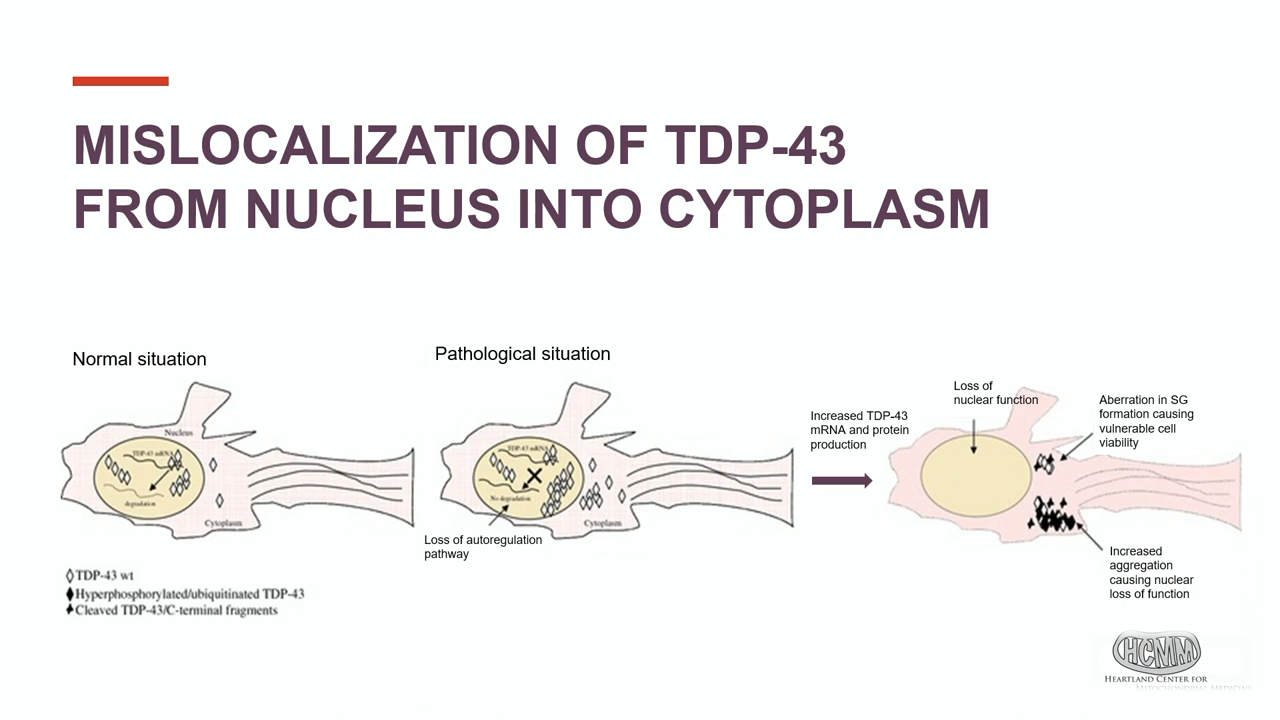 MISLOCALIZATION OF TDP-43
FROM NUCLEUS INTO CYTOPLASM
Normal situation
Nucleus
TDP-43 mRNA
degradation
Cytoplasm
TDP-43 wt
Hyperphosphorylated/ubiquitinated TDP-43
Cleaved TDP-43/C-terminal fragments
Pathological situation
TDP-43 mRNA
No degradation
Cytoplasm
Loss of autoregulation
pathway
Increased TDP-43
mRNA and protein
production
Loss of
nuclear function
Aberration in SG
formation causing
vulnerable cell
viability
Increased
aggregation
causing nuclear
loss of function
HCMM
HEARTLAND CENTER FOR
MITOCHONDRIAL MEDICINE